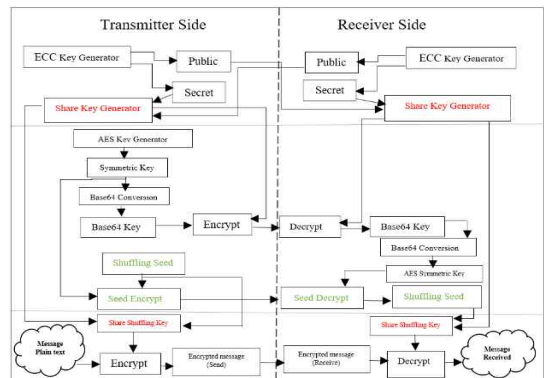 Transmitter Side
Receiver Side
ECC Key Generator
Public
Secret
Share Key Generator
Public
ECC Key Generator
Secret
Share Key Generator
AES Key Generator
Symmetric Key
Base64 Conversion
Base64 Key
Encrypt
Decrypt
Base64 Key
Base64 Conversion
AES Symmetric Key
Shuffling Seed
Seed Encrypt
Seed Decrypt
Shuffling Seed
Share Shuffling Key
Share Shuffling Key
Message
Plain text
Encrypt
Encrypted message
(Send)
Encrypted message
(Receive)
Decrypt
Message
Received